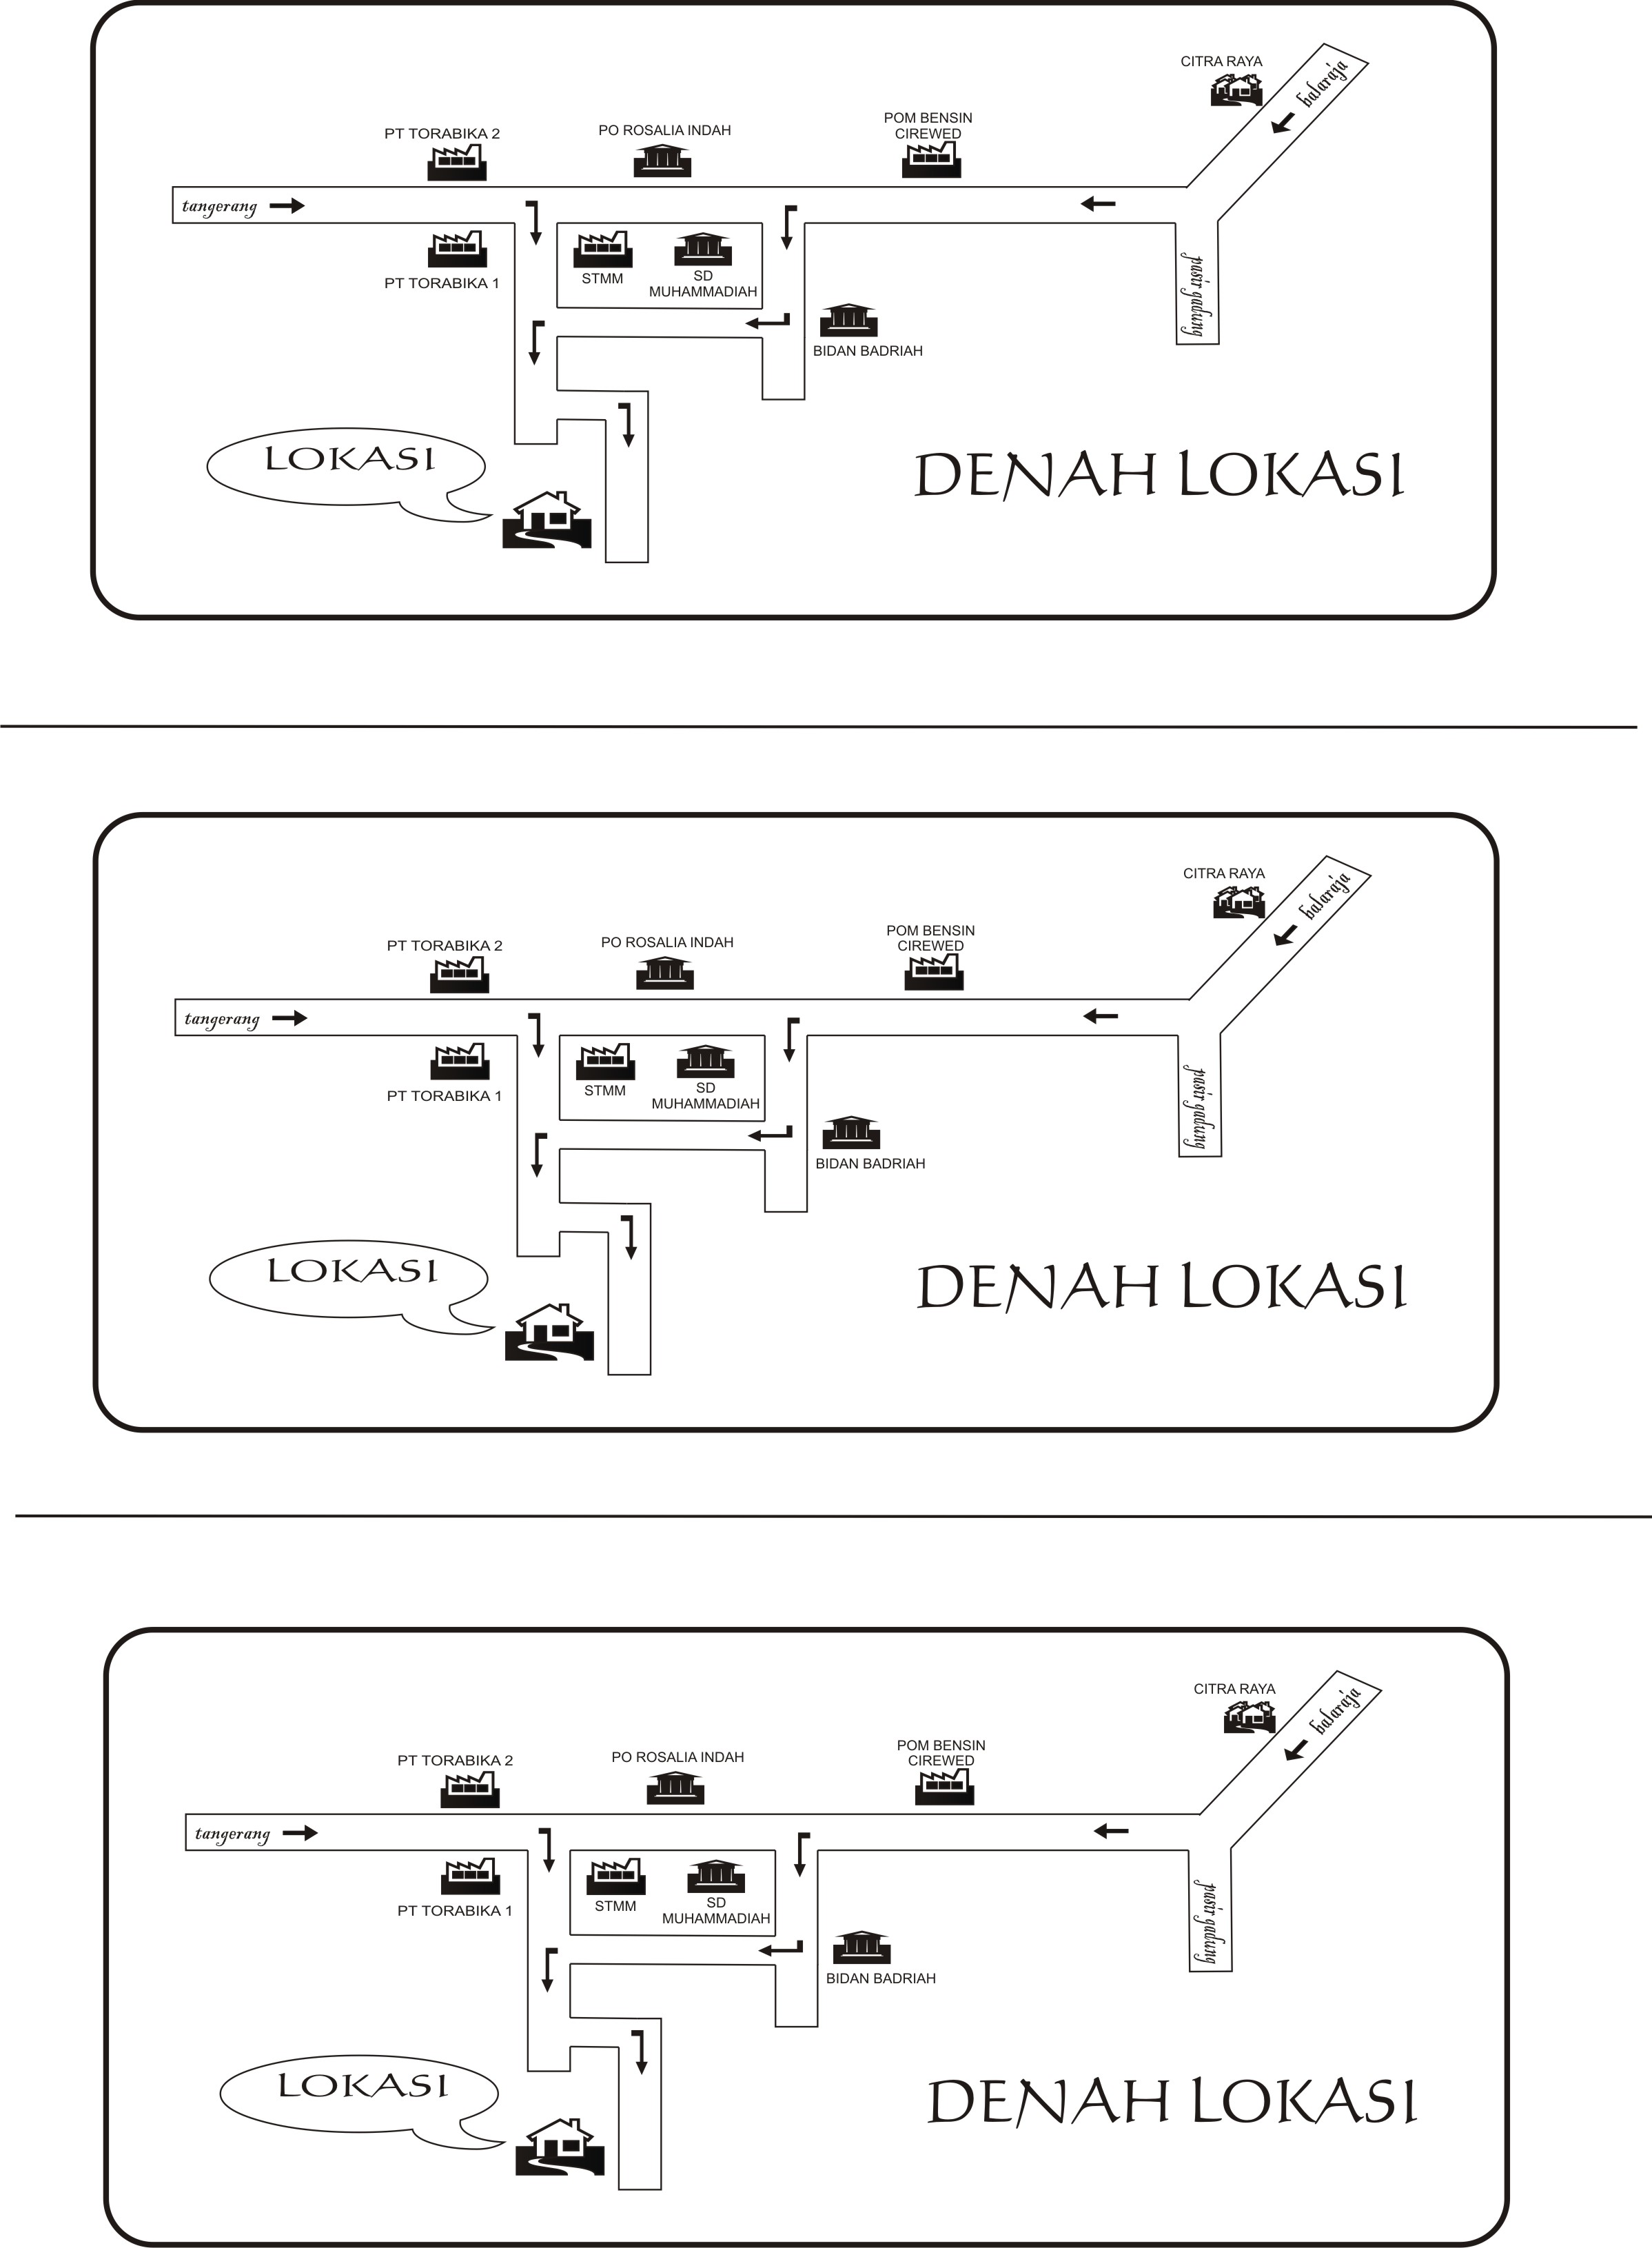 CITRA RAYA
balaraja
POM BENSIN
CIREWED
PO ROSALIA INDAH
PT TORABIKA 2
tangerang
PT TORABIKA 1
STMM
SD
MUHAMMADIAH
pasir gadung
BIDAN BADRIAH
LOKASI
DENAH LOKASI
CITRA RAYA
balaraja
POM BENSIN
CIREWED
PO ROSALIA INDAH
PT TORABIKA 2
tangerang
PT TORABIKA 1
STMM
SD
MUHAMMADIAH
pasir gadung
BIDAN BADRIAH
LOKASI
DENAH LOKASI
CITRA RAYA
balaraja
POM BENSIN
CIREWED
PO ROSALIA INDAH
PT TORABIKA 2
tangerang
PT TORABIKA 1
STMM
SD
MUHAMMADIAH
pasir gadung
BIDAN BADRIAH
LOKASI
DENAH LOKASI